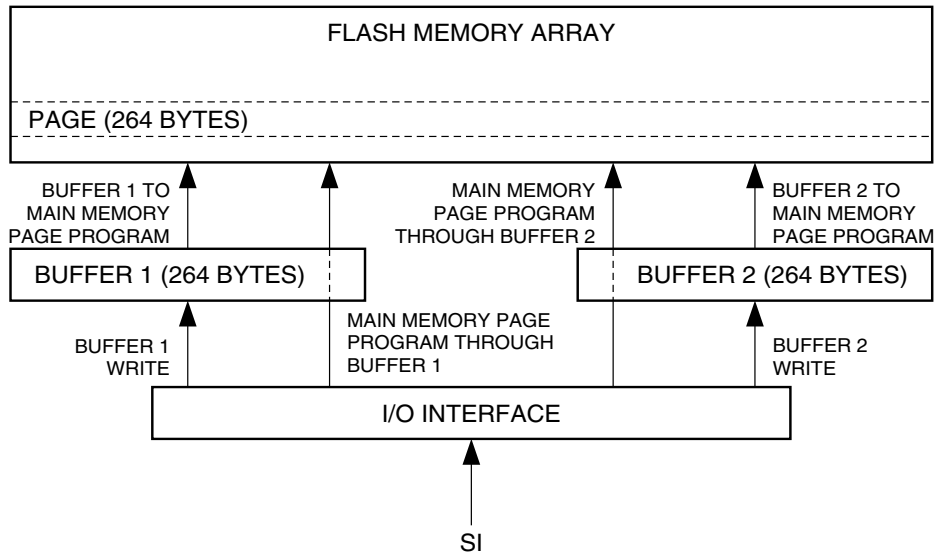 FLASH MEMORY ARRAY
PAGE (264 BYTES)
BUFFER 1 TO
MAIN MEMORY
PAGE PROGRAM
MAIN MEMORY
PAGE PROGRAM
THROUGH BUFFER 2
BUFFER 2 TO
MAIN MEMORY
PAGE PROGRAM
BUFFER 1 (264 BYTES)
BUFFER 2 (264 BYTES)
BUFFER 1
WRITE
MAIN MEMORY PAGE
PROGRAM THROUGH
BUFFER 1
BUFFER 2
WRITE
I/O INTERFACE
SI